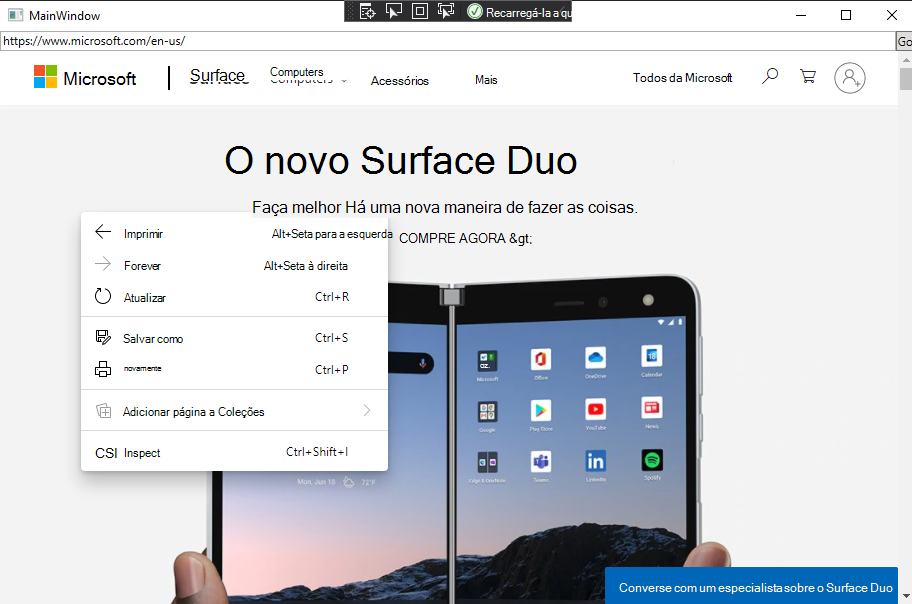 MainWindow
Recarregá-la a qu
https://www.microsoft.com/en-us/
Go
Microsoft
Surface
Computers
Acessórios
Mais
Todos da Microsoft
O novo Surface Duo
Faça melhor Há uma nova maneira de fazer as coisas.
COMPRE AGORA &gt;
Imprimir Alt+Seta para a esquerda
Forever Alt+Seta à direita
Atualizar Ctrl+R
Salvar como Ctrl+S
novamente Ctrl+P
Adicionar página a Coleções
CSI Inspect Ctrl+Shift+I
Microsoft Office OneDrive Calendar
Google Play Store YouTube News
Edge & OneNote Teams LinkedIn Spotify
Mon, Jun 18 72°F
Converse com um especialista sobre o Surface Duo